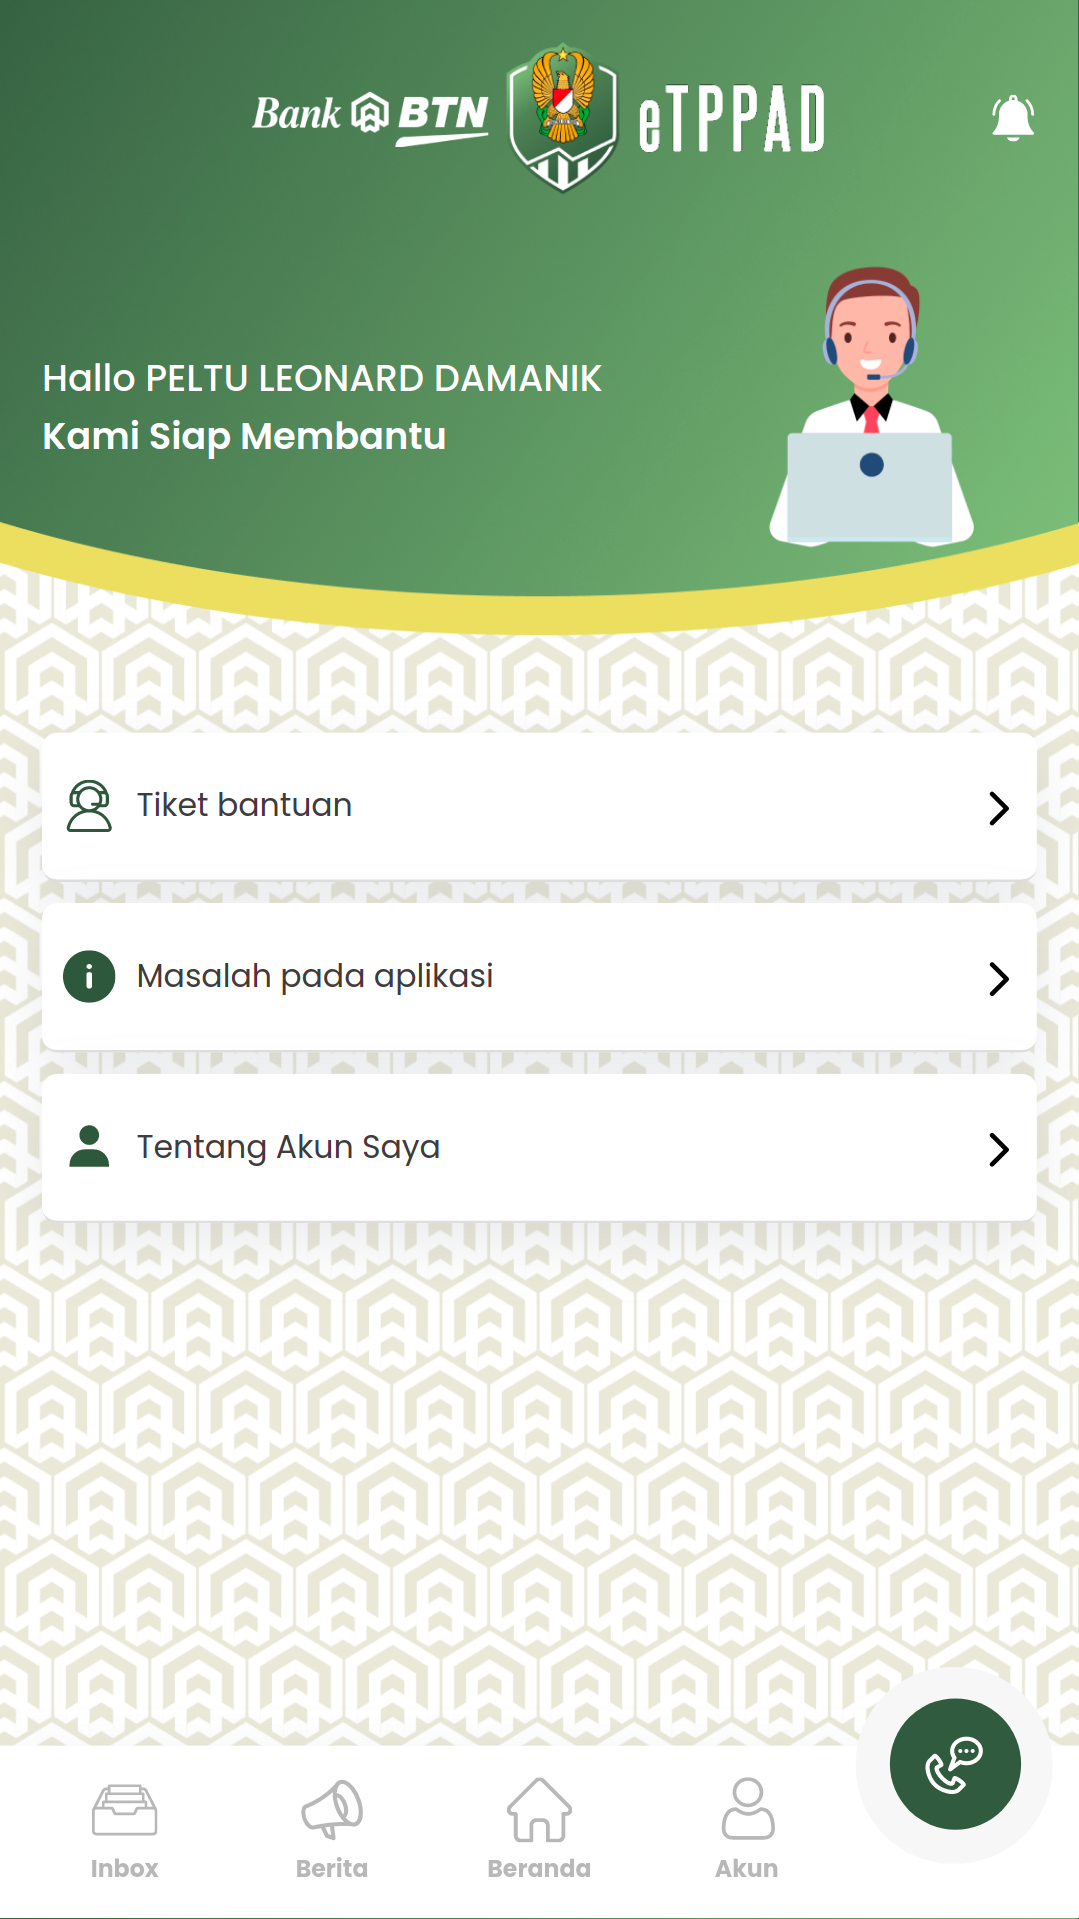 Bank BTN eTPPAD
Hallo PELTU LEONARD DAMANIK
Kami Siap Membantu
Tiket bantuan
Masalah pada aplikasi
Tentang Akun Saya
Inbox Berita Beranda Akun